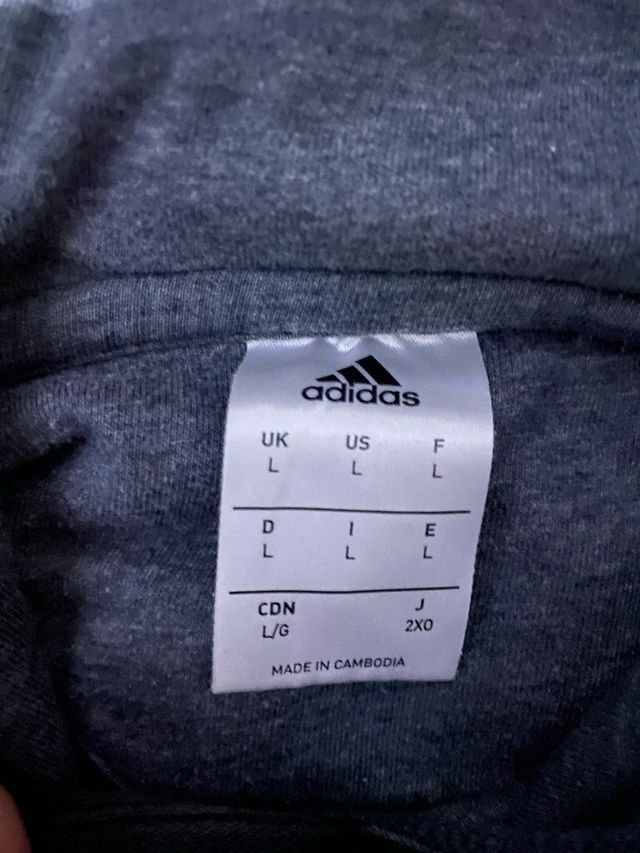 adidas
UK US F
L L L
D I E
L L L
CDN J
L/G 2XO
MADE IN CAMBODIA